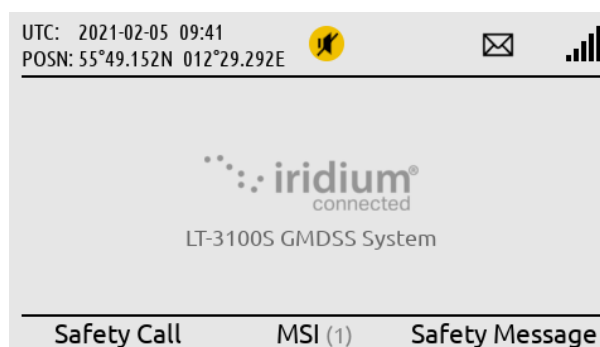 UTC: 2021-02-05 09:41
POSN: 55°49.152N 012°29.292E
iridium®
connected
LT-3100S GMDSS System
Safety Call MSI (1) Safety Message